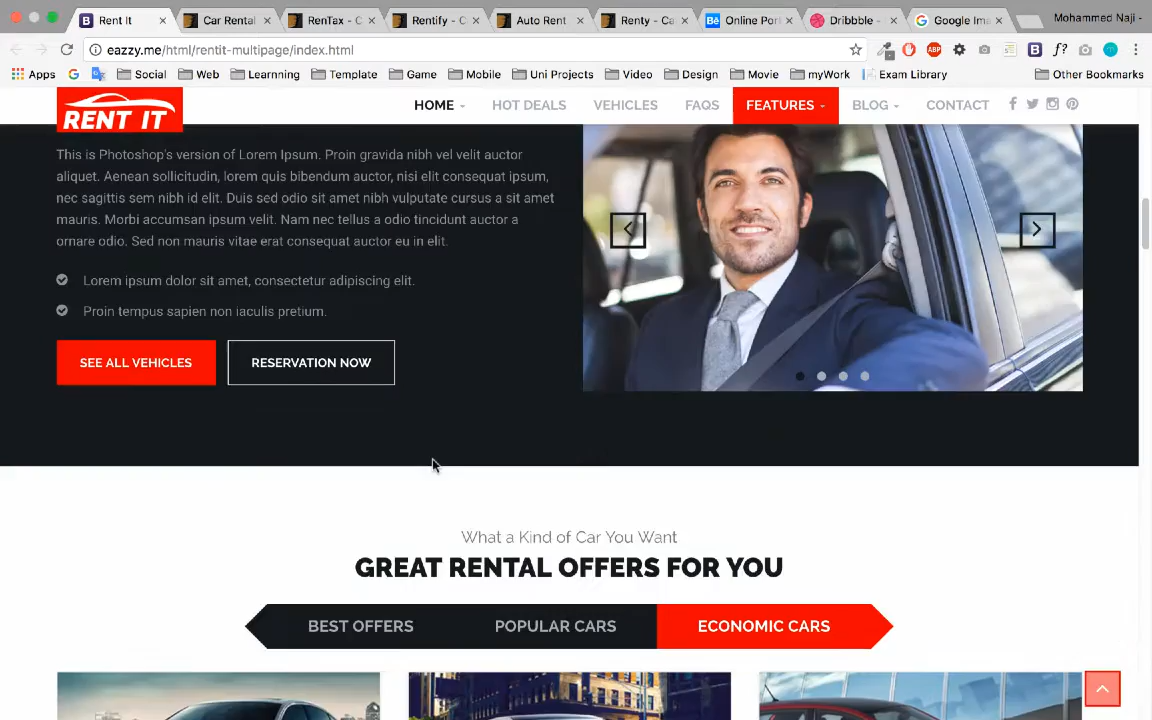 Rent It
Car Rental
RenTax - C
Rentify - C
Auto Rent
Renty - Ca
Bē Online Por
Dribbble -
Google Ima
Mohammed Naji -
eazzy.me/html/rentit-multipage/index.html
ABP
B
f?
Apps
Social
Web
Learnning
Template
Game
Mobile
Uni Projects
Video
Design
Movie
myWork
Exam Library
Other Bookmarks
RENT IT
HOME
HOT DEALS
VEHICLES
FAQS
FEATURES
BLOG
CONTACT
This is Photoshop's version of Lorem Ipsum. Proin gravida nibh vel velit auctor
aliquet. Aenean sollicitudin, lorem quis bibendum auctor, nisi elit consequat ipsum,
nec sagittis sem nibh id elit. Duis sed odio sit amet nibh vulputate cursus a sit amet
mauris. Morbi accumsan ipsum velit. Nam nec tellus a odio tincidunt auctor a
ornare odio. Sed non mauris vitae erat consequat auctor eu in elit.
Lorem ipsum dolor sit amet, consectetur adipiscing elit.
Proin tempus sapien non iaculis pretium.
SEE ALL VEHICLES
RESERVATION NOW
What a Kind of Car You Want
GREAT RENTAL OFFERS FOR YOU
BEST OFFERS
POPULAR CARS
ECONOMIC CARS